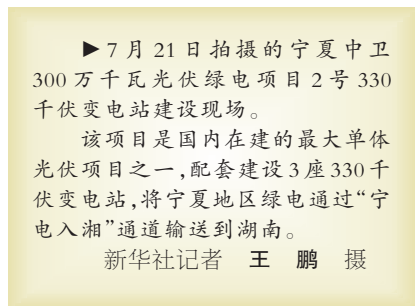 ▶7月21日拍摄的宁夏中卫
300万千瓦光伏绿电项目2号330
千伏变电站建设现场。
该项目是国内在建的最大单体
光伏项目之一,配套建设3座330千
伏变电站,将宁夏地区绿电通过“宁
电入湘”通道输送到湖南。
新华社记者 王 鹏 摄